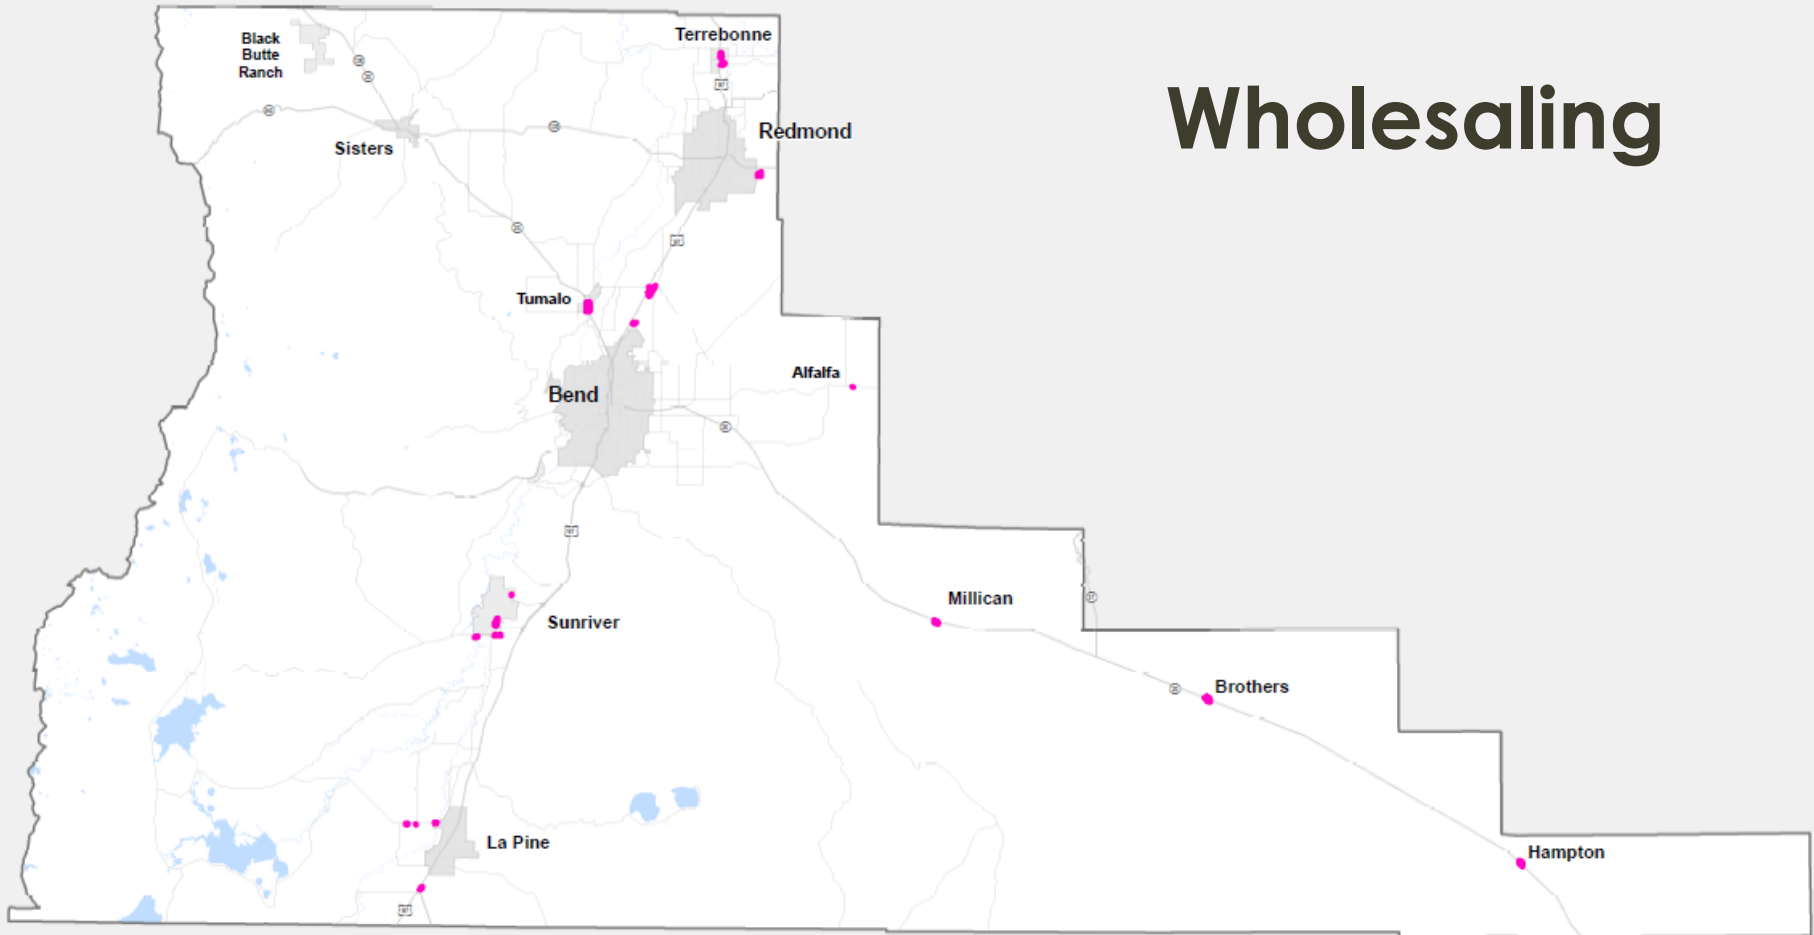 Black
Butte
Ranch
Terrebonne
Wholesaling
Redmond
Sisters
Tumalo
Alfalfa
Bend
Millican
Sunriver
Brothers
La Pine
Hampton